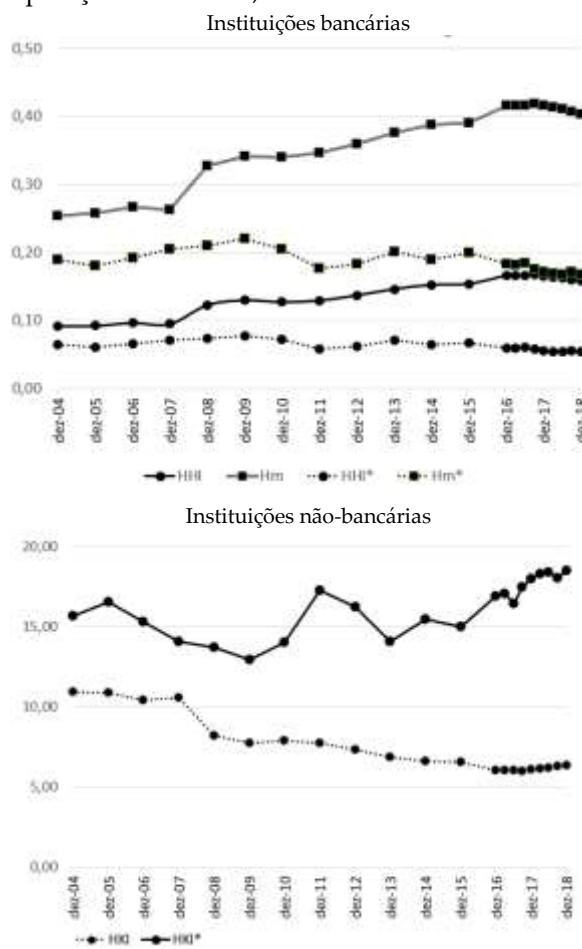 Instituições bancárias
0,50
0,40
0,30
0,20
0,10
0,00
dez-04
dez-05
dez-06
dez-07
dez-08
dez-09
dez-10
dez-11
dez-12
dez-13
dez-14
dez-15
dez-16
dez-17
dez-18
HHI Hm HHI* Hm*
Instituições não-bancárias
20,00
15,00
10,00
5,00
0,00
dez-04
dez-05
dez-06
dez-07
dez-08
dez-09
dez-10
dez-11
dez-12
dez-13
dez-14
dez-15
dez-16
dez-17
dez-18
HKI HKI*